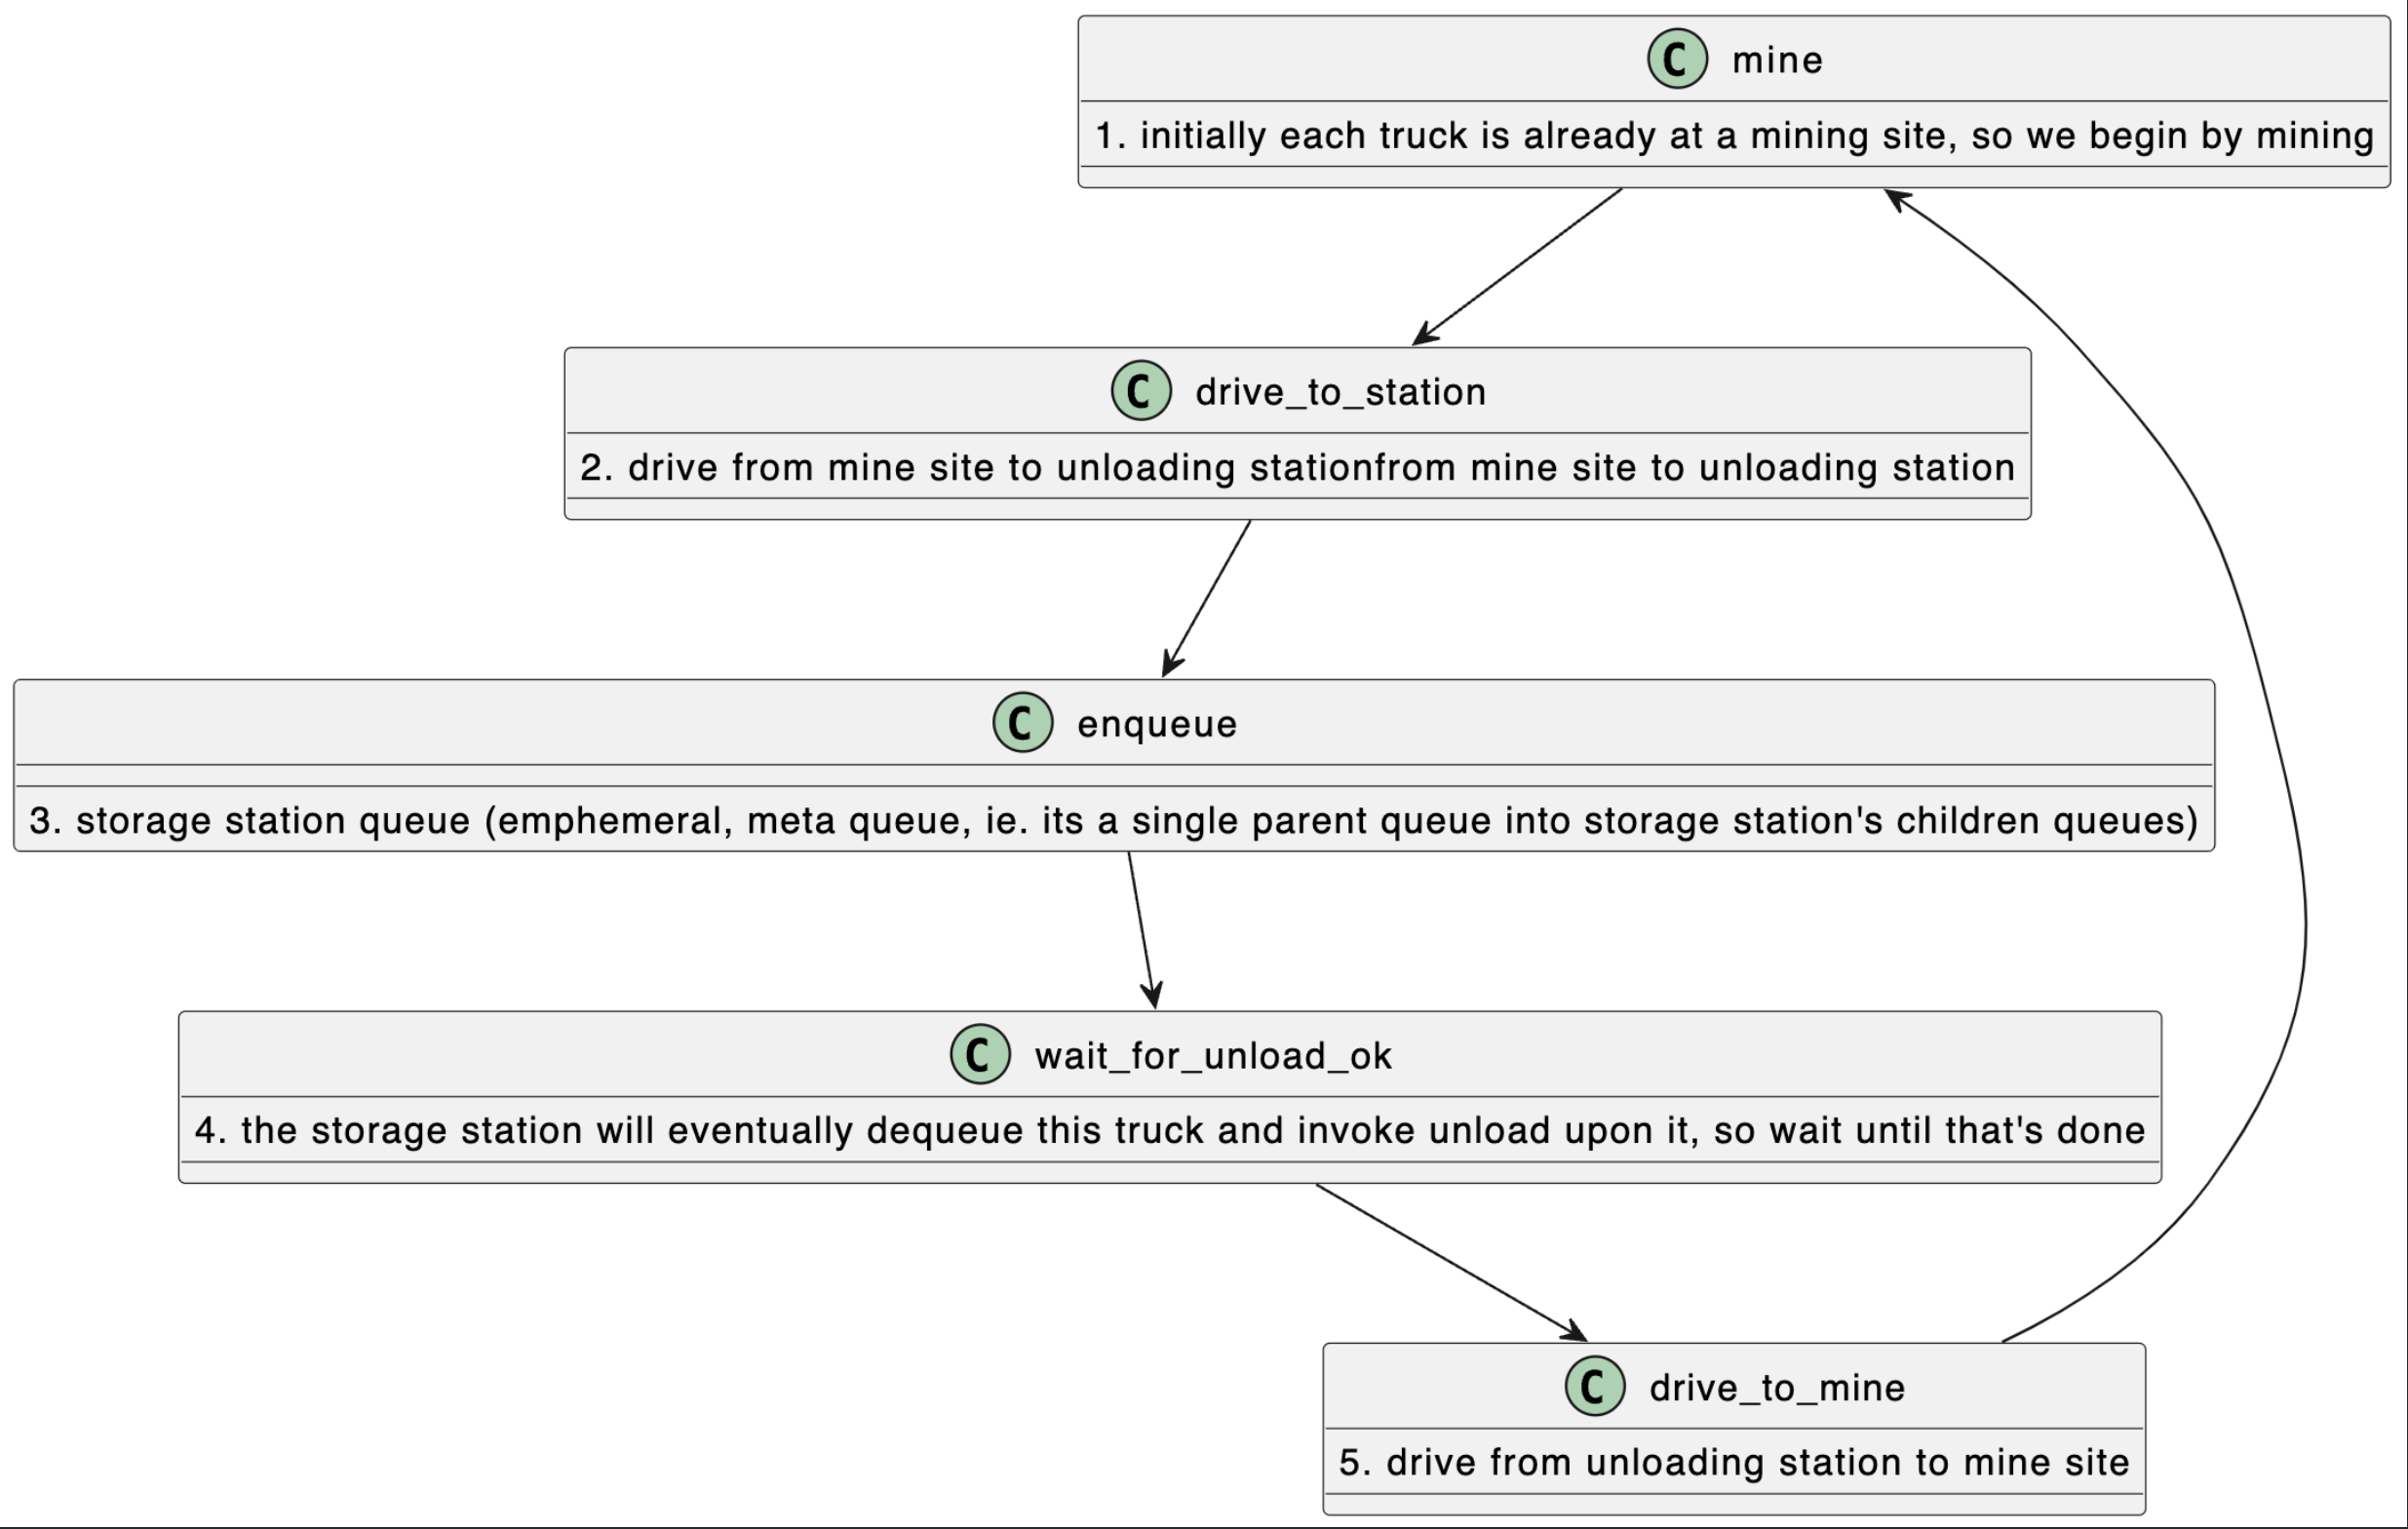 C mine
1. initially each truck is already at a mining site, so we begin by mining
C drive_to_station
2. drive from mine site to unloading stationfrom mine site to unloading station
C enqueue
3. storage station queue (emphemeral, meta queue, ie. its a single parent queue into storage station's children queues)
C wait_for_unload_ok
4. the storage station will eventually dequeue this truck and invoke unload upon it, so wait until that's done
C drive_to_mine
5. drive from unloading station to mine site